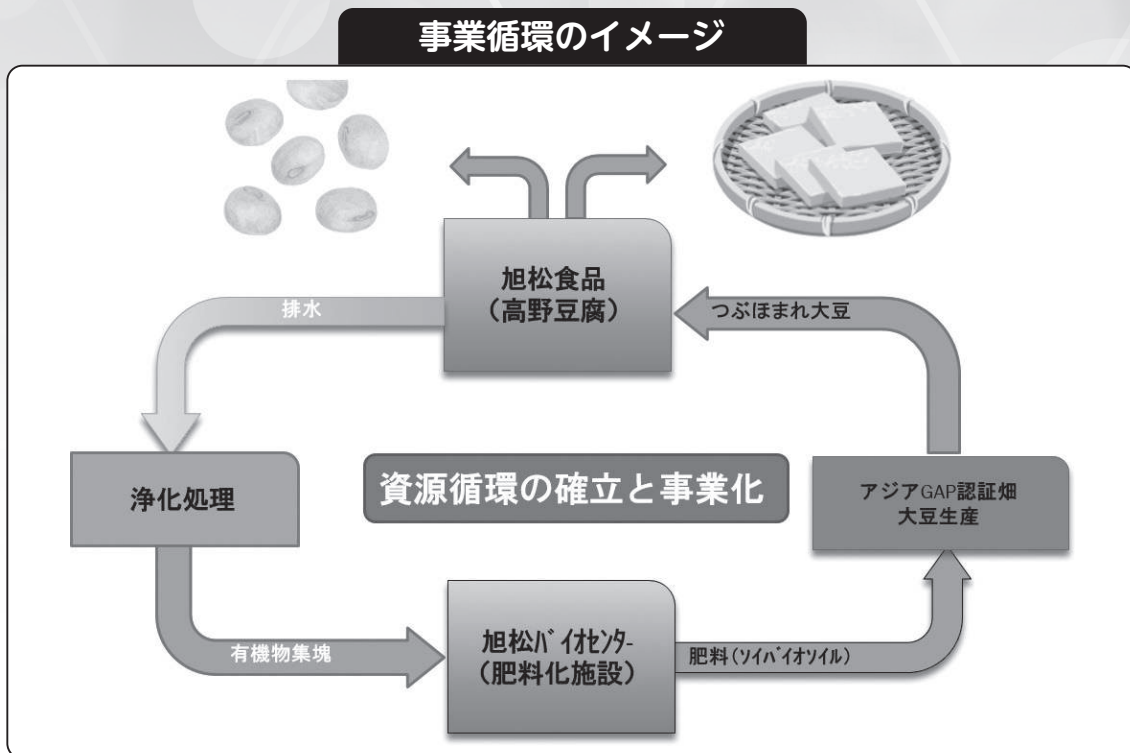 事業循環のイメージ
旭松食品
（高野豆腐）
排水
つぶほまれ大豆
浄化処理
資源循環の確立と事業化
アジアGAP認証畑
大豆生産
有機物集塊
旭松ﾊﾞｲｵｾﾝﾀｰ
（肥料化施設）
肥料（ｿｲﾊﾞｲｵｿｲﾙ）